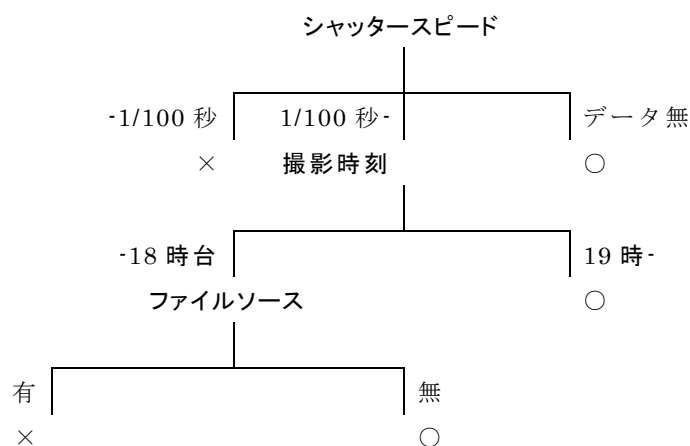 シャッタースピード
-1/100 秒 1/100 秒- データ無
× 撮影時刻 ○
-18 時台 19 時-
ファイルソース ○
有 無
× ○